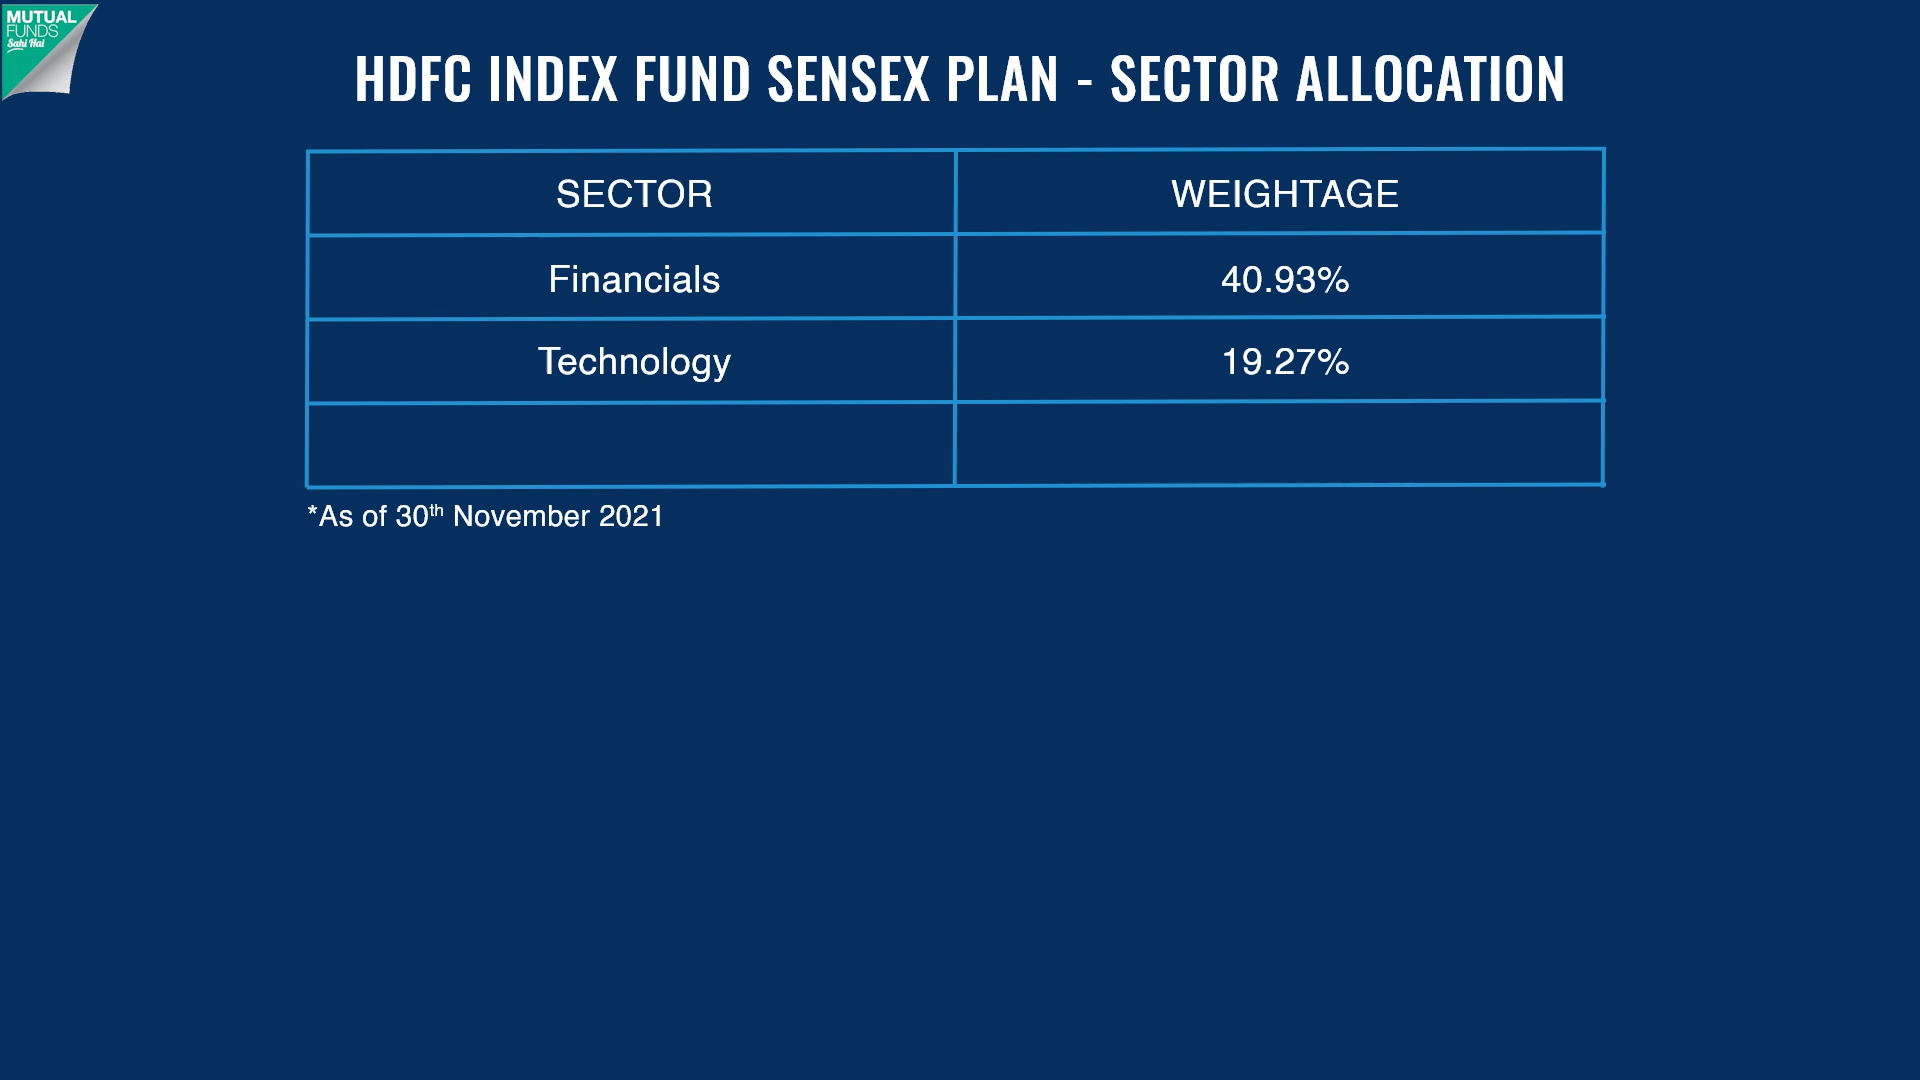 MUTUAL
FUNDS
Sahi Hai
HDFC INDEX FUND SENSEX PLAN - SECTOR ALLOCATION
SECTOR WEIGHTAGE
Financials 40.93%
Technology 19.27%
*As of 30th November 2021